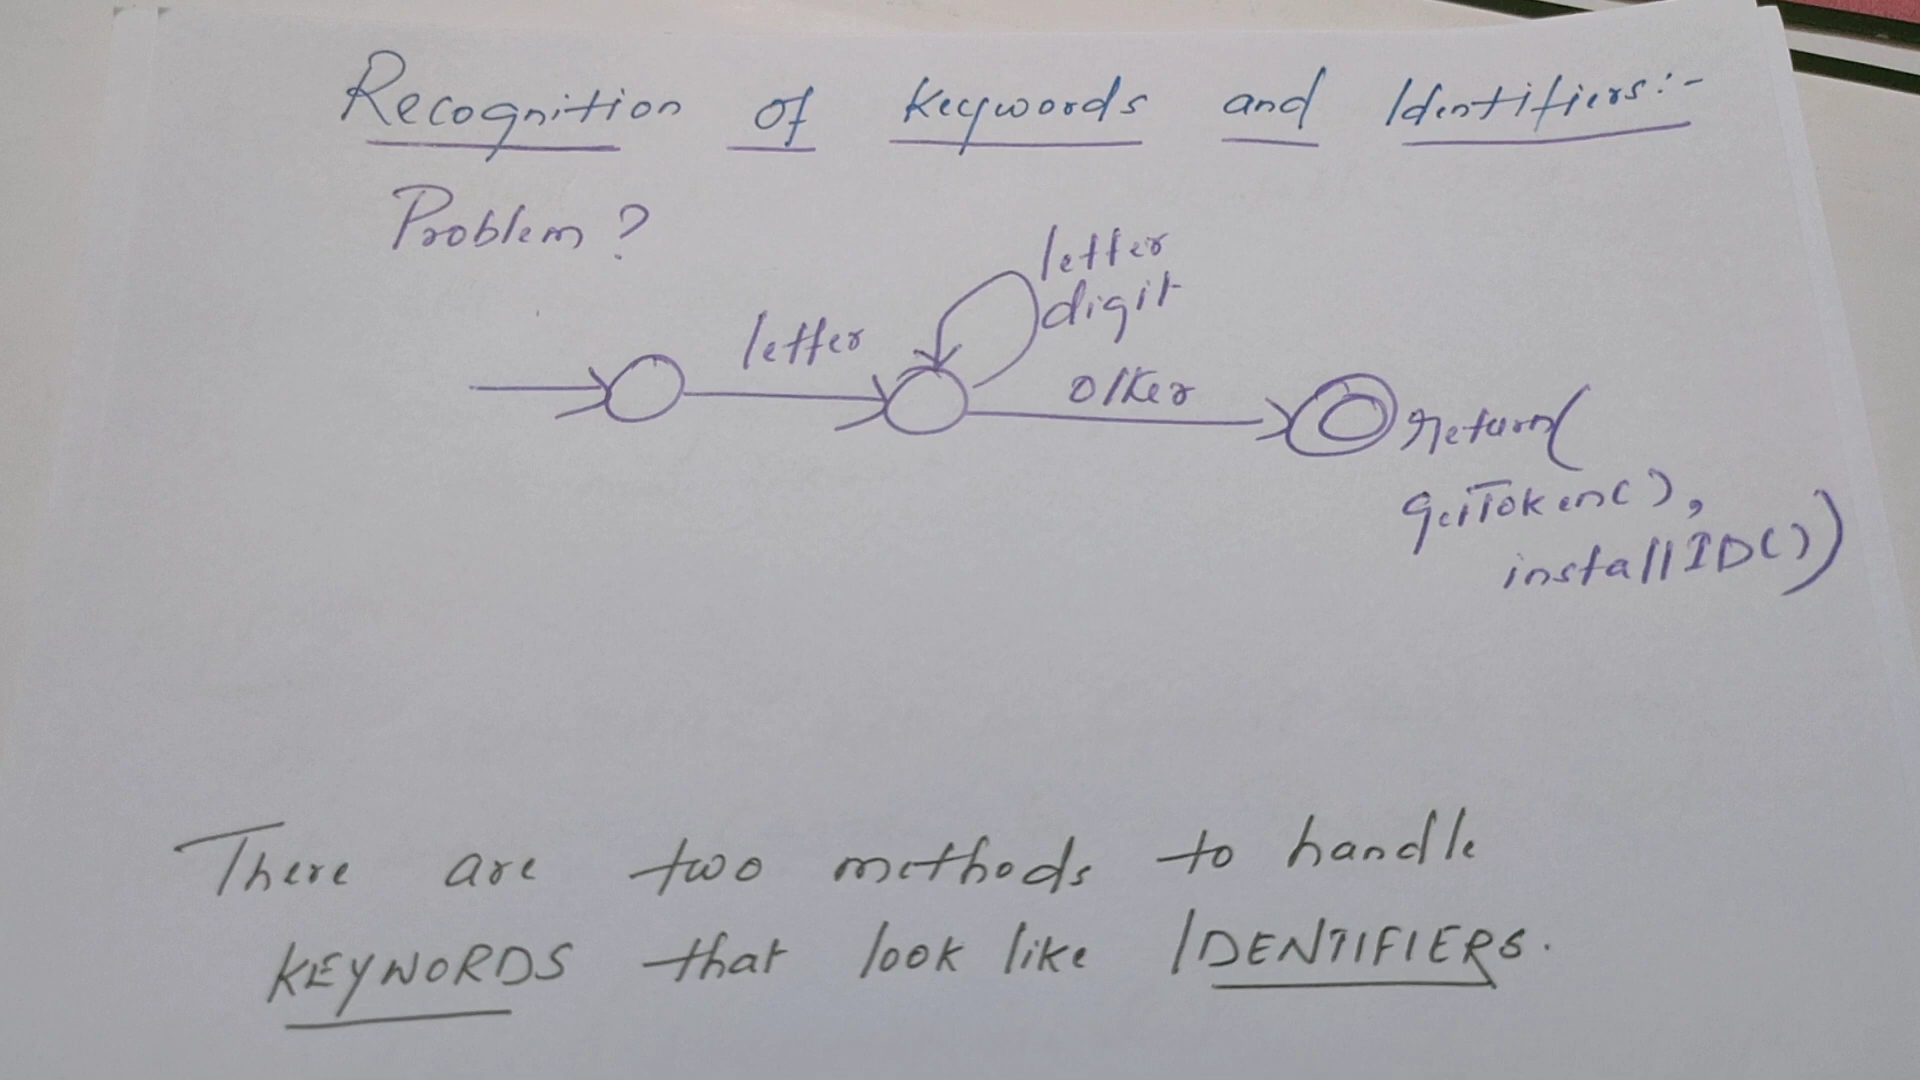 Recognition of Keywords and Identifiers:-
Problem?
letter
digit
letter
other
return(
getToken(),
installID())
There are two methods to handle
KEYWORDS that look like IDENTIFIERS.